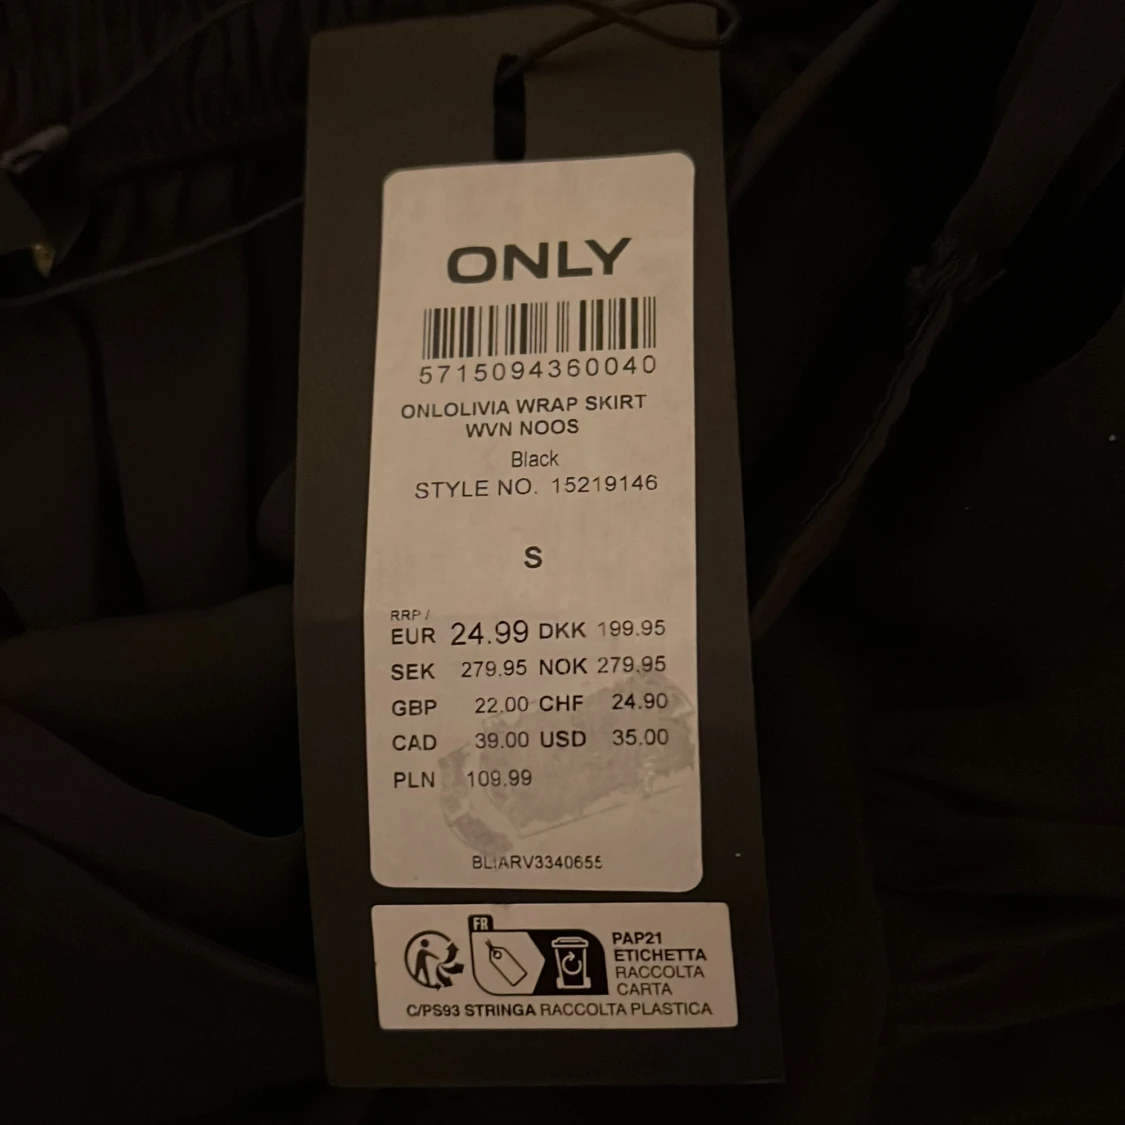 ONLY
5715094360040
ONLOLIVIA WRAP SKIRT
WVN NOOS
Black
STYLE NO. 15219146
S
RRP /
EUR 24.99 DKK 199.95
SEK 279.95 NOK 279.95
GBP 22.00 CHF 24.90
CAD 39.00 USD 35.00
PLN 109.99
BLIARV3340655
FR
PAP21
ETICHETTA
RACCOLTA
CARTA
C/PS93 STRINGA RACCOLTA PLASTICA